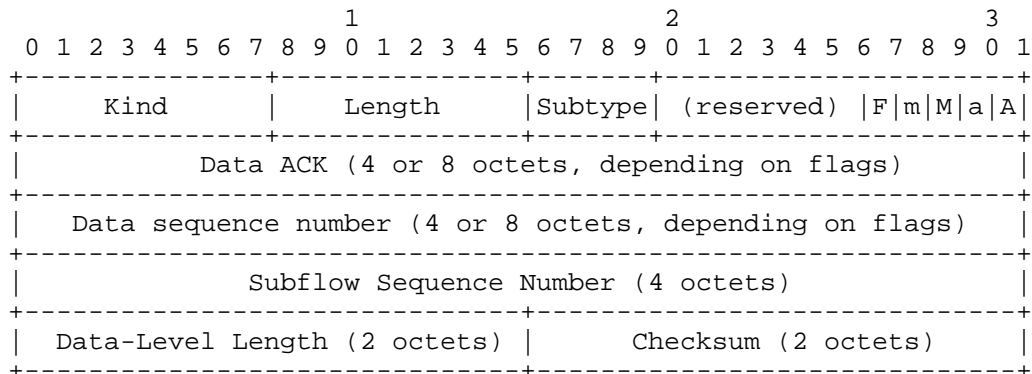 1                   2                   3
 0 1 2 3 4 5 6 7 8 9 0 1 2 3 4 5 6 7 8 9 0 1 2 3 4 5 6 7 8 9 0 1
+---------------+---------------+-------+----------------------+
|     Kind      |    Length     |Subtype| (reserved) |F|m|M|a|A|
+---------------+---------------+-------+----------------------+
|           Data ACK (4 or 8 octets, depending on flags)       |
+--------------------------------------------------------------+
|   Data sequence number (4 or 8 octets, depending on flags)   |
+--------------------------------------------------------------+
|              Subflow Sequence Number (4 octets)              |
+-------------------------------+------------------------------+
|  Data-Level Length (2 octets) |      Checksum (2 octets)     |
+-------------------------------+------------------------------+